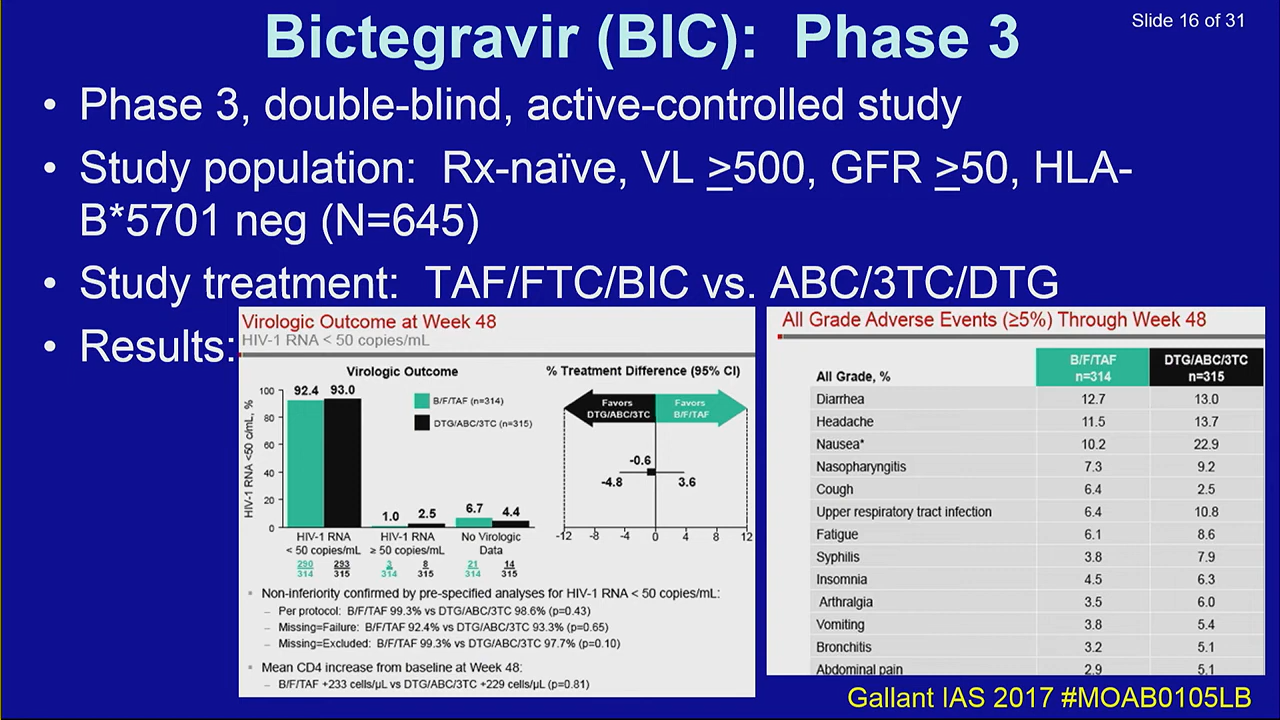 Slide 16 of 31
Bictegravir (BIC): Phase 3
• Phase 3, double-blind, active-controlled study
• Study population: Rx-naïve, VL ≥500, GFR ≥50, HLA-
B*5701 neg (N=645)
• Study treatment: TAF/FTC/BIC vs. ABC/3TC/DTG
• Results:
Virologic Outcome at Week 48
HIV-1 RNA < 50 copies/mL
Virologic Outcome
HIV-1 RNA <50 c/mL, %
100
80
60
40
20
0
92.4 93.0
1.0 2.5
6.7 4.4
B/F/TAF (n=314)
DTG/ABC/3TC (n=315)
HIV-1 RNA
< 50 copies/mL
HIV-1 RNA
≥ 50 copies/mL
No Virologic
Data
290 293 3 8 21 14
314 315 314 315 314 315
% Treatment Difference (95% CI)
Favors
DTG/ABC/3TC
Favors
B/F/TAF
-0.6
-4.8 3.6
-12 -8 -4 0 4 8 12
Non-inferiority confirmed by pre-specified analyses for HIV-1 RNA < 50 copies/mL:
– Per protocol: B/F/TAF 99.3% vs DTG/ABC/3TC 98.6% (p=0.43)
– Missing=Failure: B/F/TAF 92.4% vs DTG/ABC/3TC 93.3% (p=0.65)
– Missing=Excluded: B/F/TAF 99.3% vs DTG/ABC/3TC 97.7% (p=0.10)
Mean CD4 increase from baseline at Week 48:
– B/F/TAF +233 cells/µL vs DTG/ABC/3TC +229 cells/µL (p=0.81)
All Grade Adverse Events (≥5%) Through Week 48
All Grade, % B/F/TAF n=314 DTG/ABC/3TC n=315
Diarrhea 12.7 13.0
Headache 11.5 13.7
Nausea* 10.2 22.9
Nasopharyngitis 7.3 9.2
Cough 6.4 2.5
Upper respiratory tract infection 6.4 10.8
Fatigue 6.1 8.6
Syphilis 3.8 7.9
Insomnia 4.5 6.3
Arthralgia 3.5 6.0
Vomiting 3.8 5.4
Bronchitis 3.2 5.1
Abdominal pain 2.9 5.1
Gallant IAS 2017 #MOAB0105LB